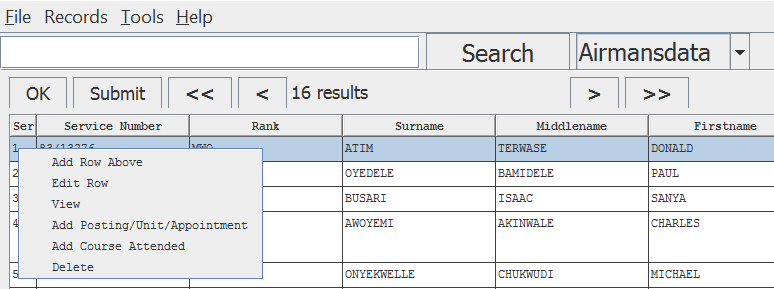 File Records Tools Help
Search Airmansdata
OK Submit << < 16 results > >>
Ser Service Number Rank Surname Middlename Firstname
1 83/13276 MWO ATIM TERWASE DONALD
Add Row Above
2 OYEDELE BAMIDELE PAUL
Edit Row
3 BUSARI ISAAC SANYA
View
4 AWOYEMI AKINWALE CHARLES
Add Posting/Unit/Appointment
Add Course Attended
Delete
5 ONYEKWELLE CHUKWUDI MICHAEL